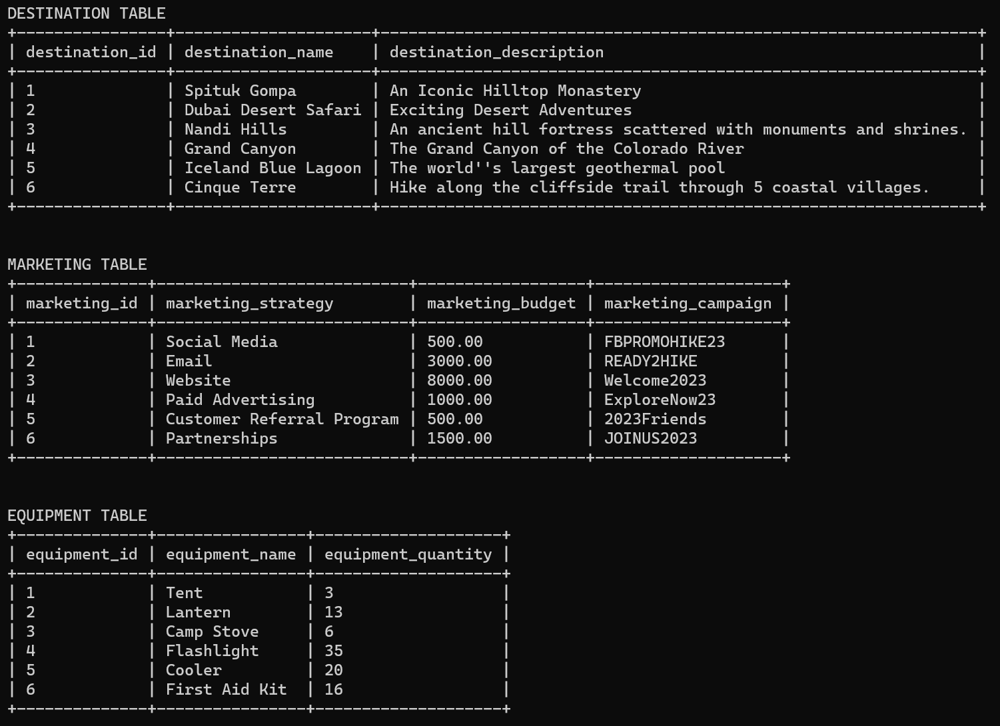 DESTINATION TABLE
+----------------+---------------------+----------------------------------------------------------------+
| destination_id | destination_name    | destination_description                                        |
+----------------+---------------------+----------------------------------------------------------------+
| 1              | Spituk Gompa        | An Iconic Hilltop Monastery                                    |
| 2              | Dubai Desert Safari | Exciting Desert Adventures                                     |
| 3              | Nandi Hills         | An ancient hill fortress scattered with monuments and shrines. |
| 4              | Grand Canyon        | The Grand Canyon of the Colorado River                         |
| 5              | Iceland Blue Lagoon | The world''s largest geothermal pool                           |
| 6              | Cinque Terre        | Hike along the cliffside trail through 5 coastal villages.     |
+----------------+---------------------+----------------------------------------------------------------+
MARKETING TABLE
+--------------+---------------------------+------------------+--------------------+
| marketing_id | marketing_strategy        | marketing_budget | marketing_campaign |
+--------------+---------------------------+------------------+--------------------+
| 1            | Social Media              | 500.00           | FBPROMOHIKE23      |
| 2            | Email                     | 3000.00          | READY2HIKE         |
| 3            | Website                   | 8000.00          | Welcome2023        |
| 4            | Paid Advertising          | 1000.00          | ExploreNow23       |
| 5            | Customer Referral Program | 500.00           | 2023Friends        |
| 6            | Partnerships              | 1500.00          | JOINUS2023         |
+--------------+---------------------------+------------------+--------------------+
EQUIPMENT TABLE
+--------------+----------------+--------------------+
| equipment_id | equipment_name | equipment_quantity |
+--------------+----------------+--------------------+
| 1            | Tent           | 3                  |
| 2            | Lantern        | 13                 |
| 3            | Camp Stove     | 6                  |
| 4            | Flashlight     | 35                 |
| 5            | Cooler         | 20                 |
| 6            | First Aid Kit  | 16                 |
+--------------+----------------+--------------------+